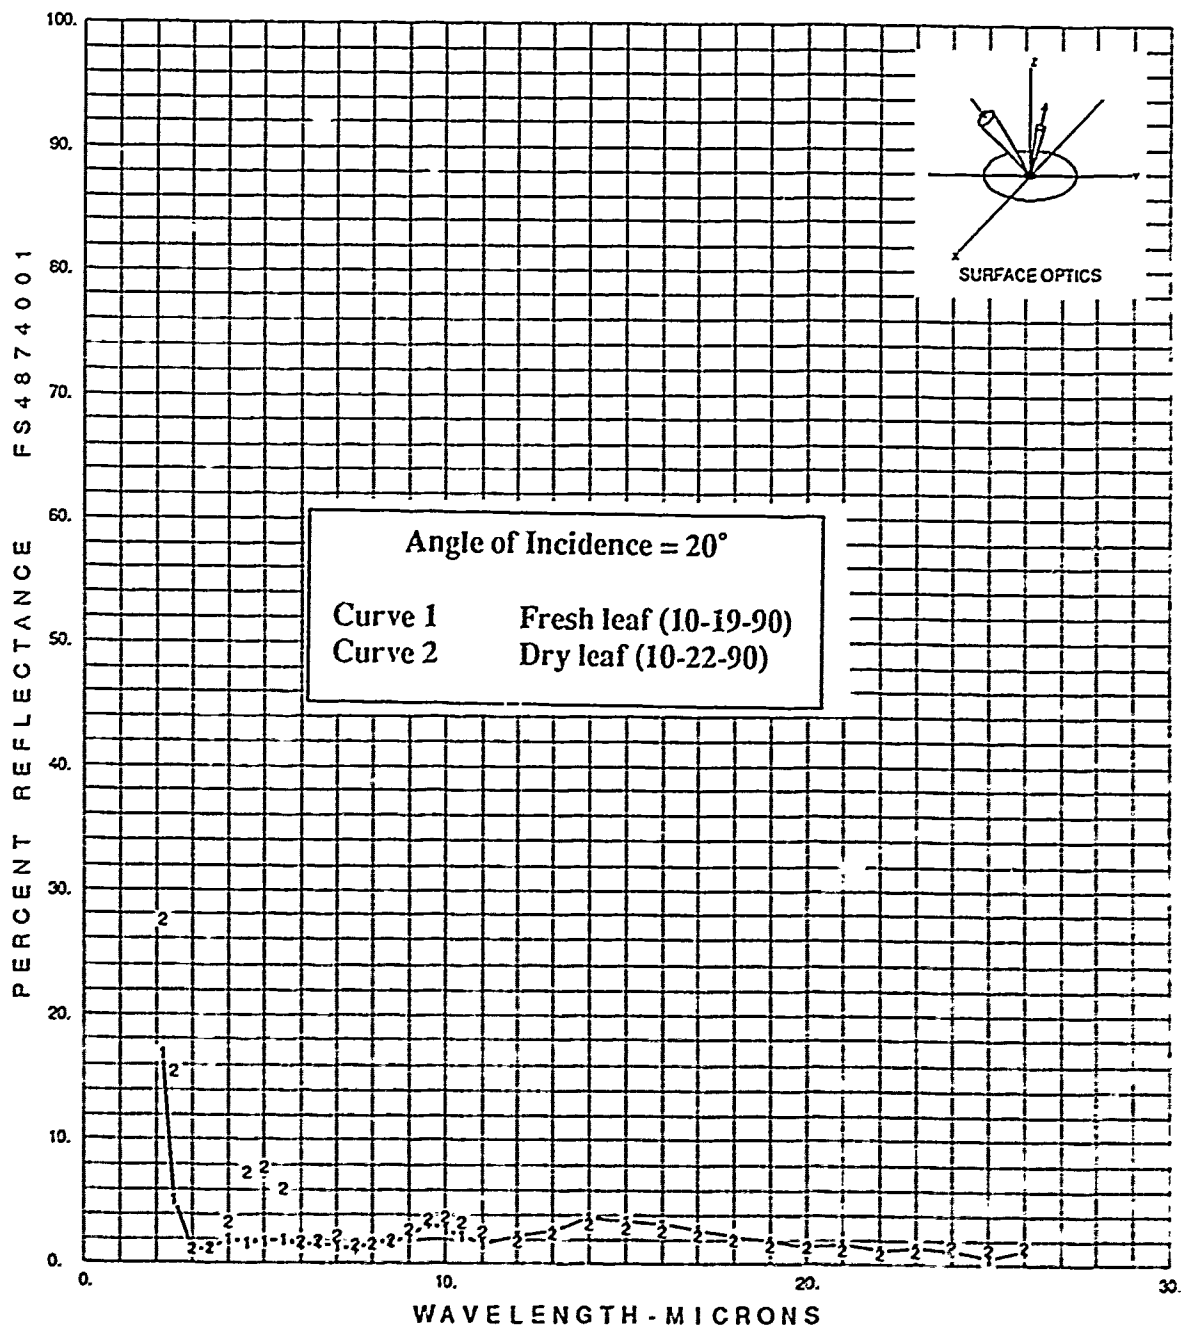 100.
90.
80.
70.
60.
50.
40.
30.
20.
10.
0.
PERCENT REFLECTANCE FFS4874001
Z
Y
X
SURFACE OPTICS
Angle of Incidence = 20°
Curve 1 Fresh leaf (10-19-90)
Curve 2 Dry leaf (10-22-90)
0. 10. 20. 30.
WAVELENGTH-MICRONS